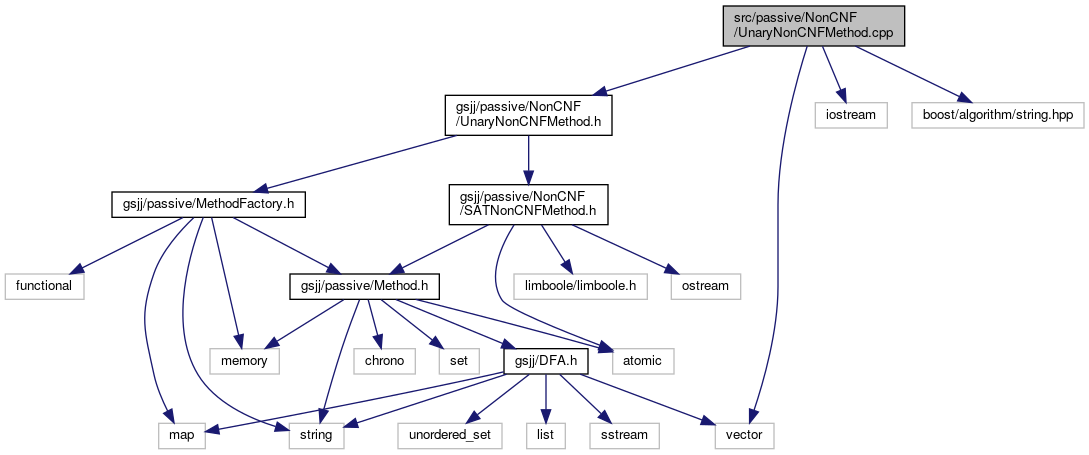 src/passive/NonCNF
/UnaryNonCNFMethod.cpp
gsjj/passive/NonCNF
/UnaryNonCNFMethod.h
iostream
boost/algorithm/string.hpp
gsjj/passive/MethodFactory.h
gsjj/passive/NonCNF
/SATNonCNFMethod.h
functional
gsjj/passive/Method.h
limboole/limboole.h
ostream
memory
chrono
set
gsjj/DFA.h
atomic
map
string
unordered_set
list
sstream
vector